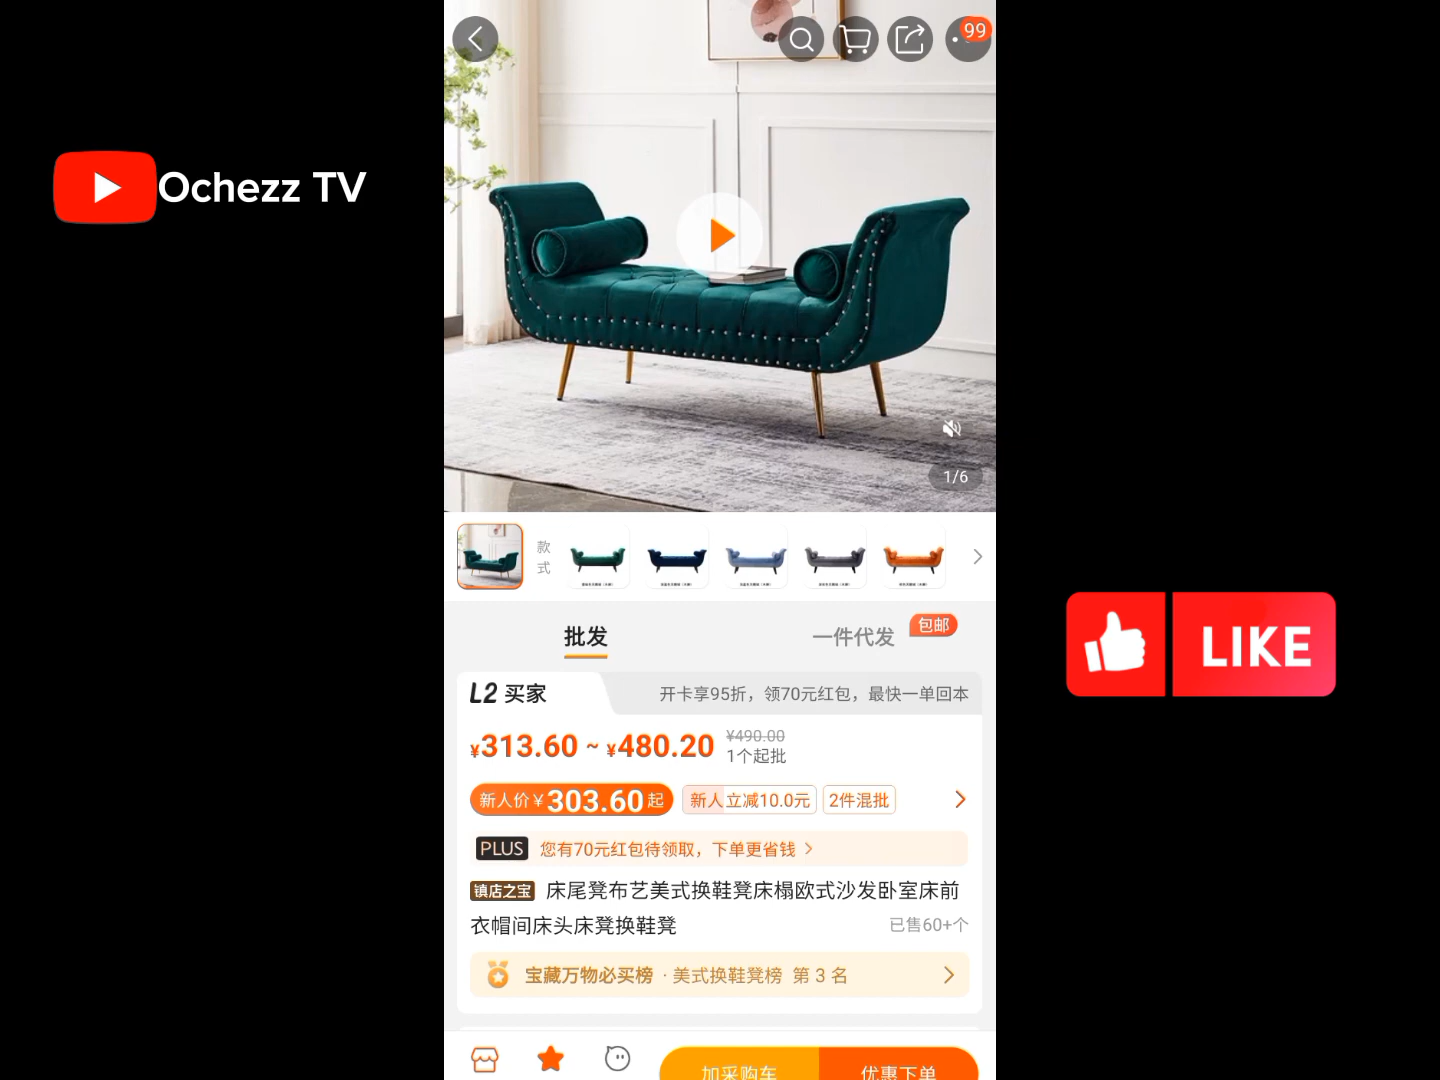 99
Ochezz TV
1/6
款式
批发
一件代发
包邮
L2 买家
开卡享95折，领70元红包，最快一单回本
¥313.60 ~ ¥480.20
¥490.00
1个起批
新人价¥303.60起
新人立减10.0元
2件混批
PLUS 您有70元红包待领取，下单更省钱
镇店之宝 床尾凳布艺美式换鞋凳床榻欧式沙发卧室床前
衣帽间床头床凳换鞋凳
已售60+个
宝藏万物必买榜 · 美式换鞋凳榜 第 3 名
加采购车
优惠下单
LIKE